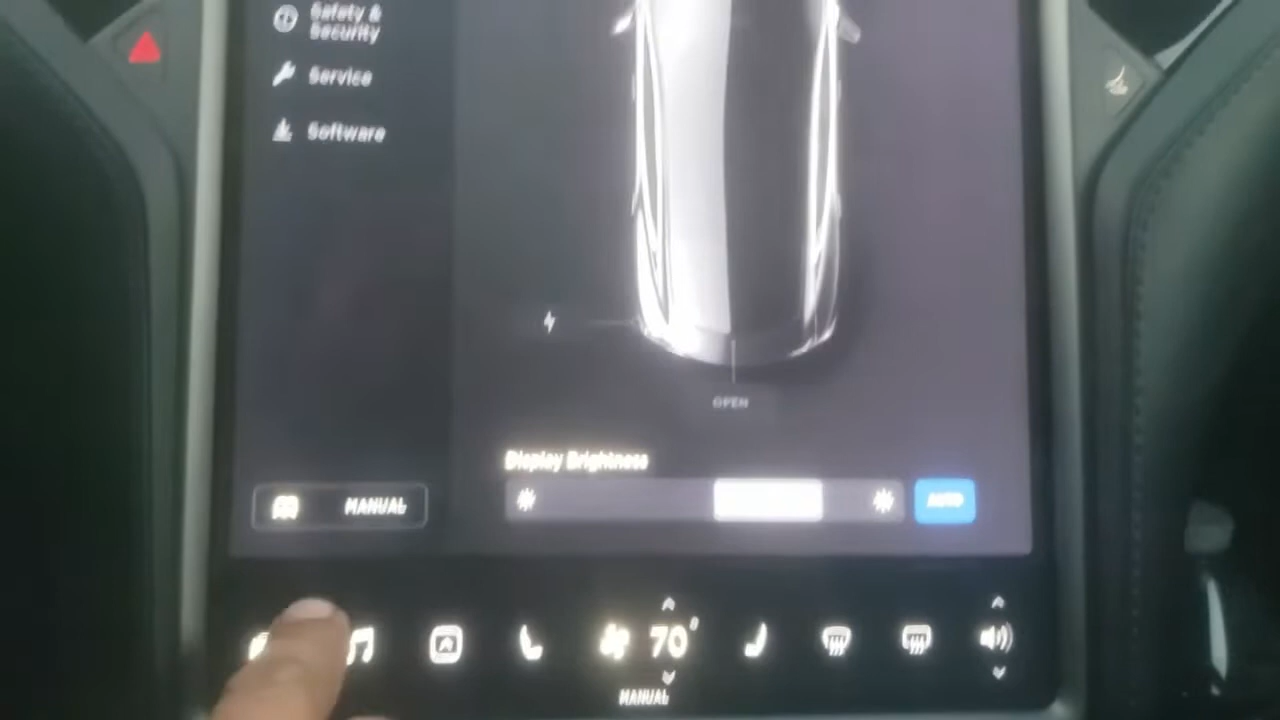 Safety &
Security
Service
Software
OPEN
Display Brightness
MANUAL
AUTO
70°
MANUAL